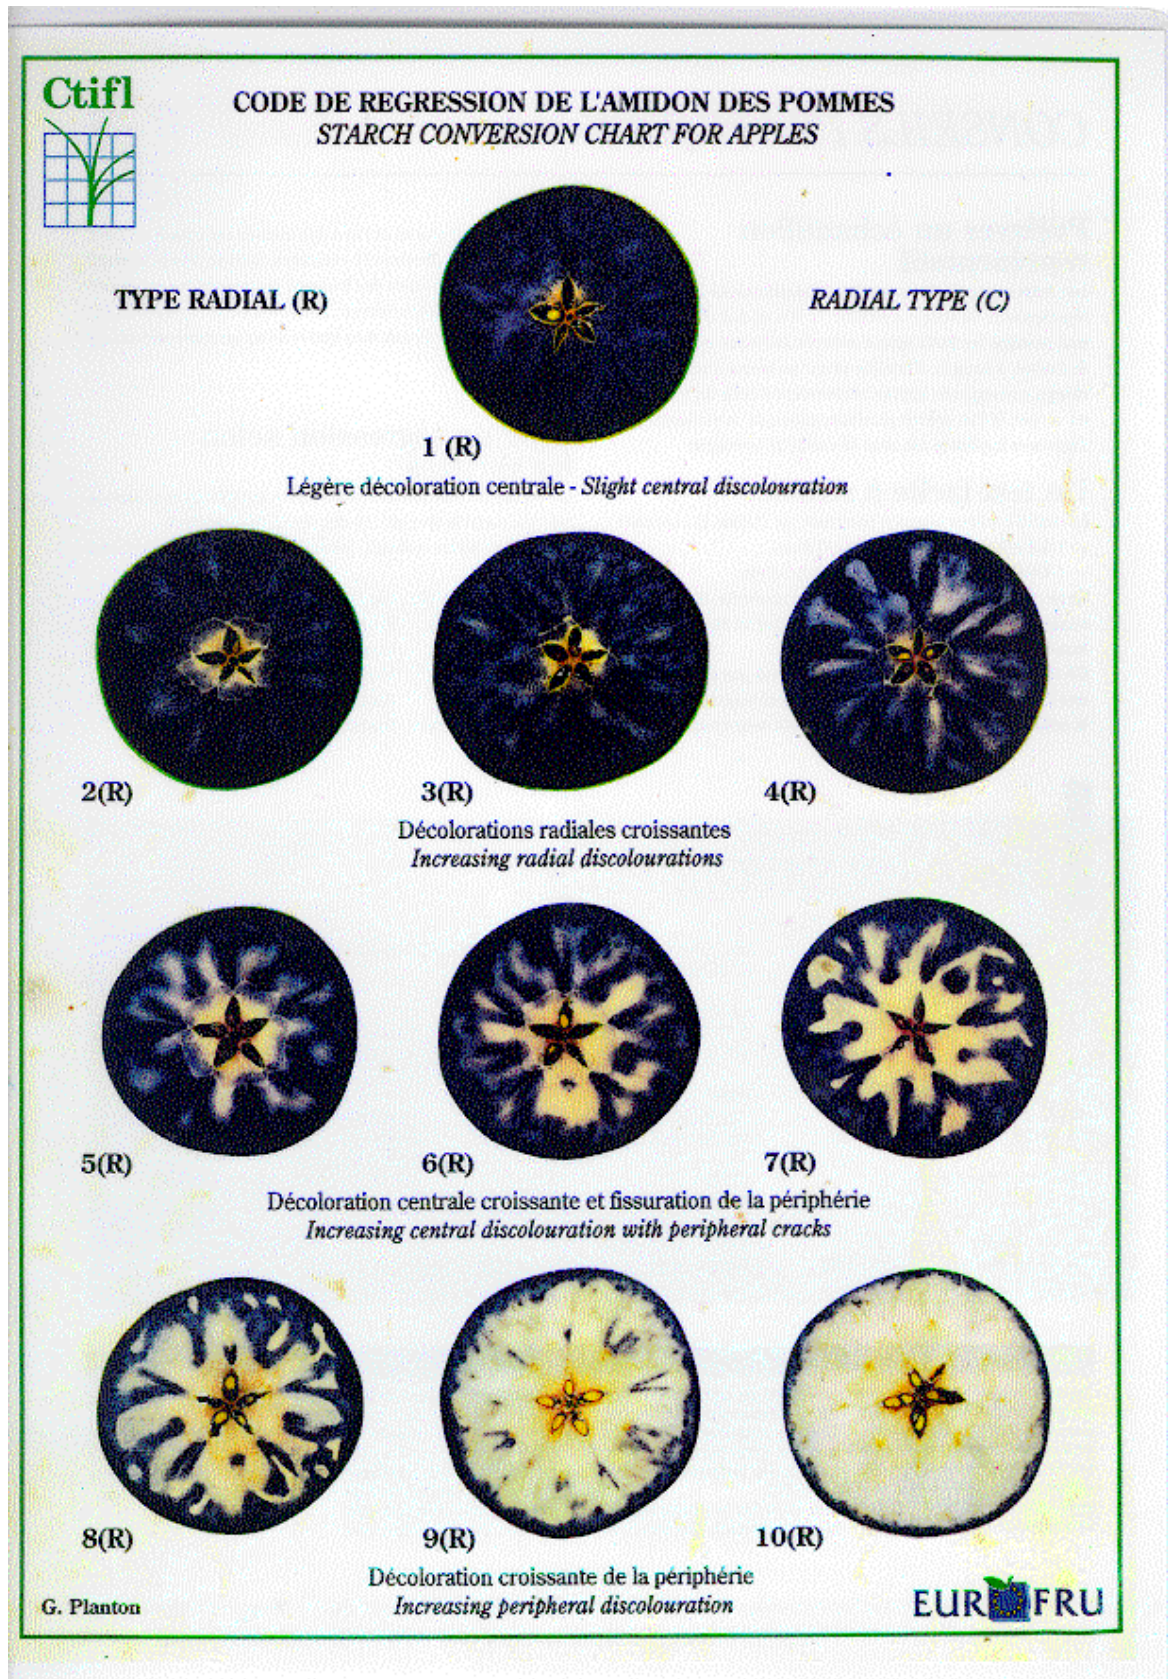 Ctifl
CODE DE REGRESSION DE L'AMIDON DES POMMES
STARCH CONVERSION CHART FOR APPLES
TYPE RADIAL (R)
RADIAL TYPE (C)
1 (R)
Légère décoloration centrale - Slight central discolouration
2(R)
3(R)
4(R)
Décolorations radiales croissantes
Increasing radial discolourations
5(R)
6(R)
7(R)
Décoloration centrale croissante et fissuration de la périphérie
Increasing central discolouration with peripheral cracks
8(R)
9(R)
10(R)
Décoloration croissante de la périphérie
Increasing peripheral discolouration
G. Planton
EUROFRU